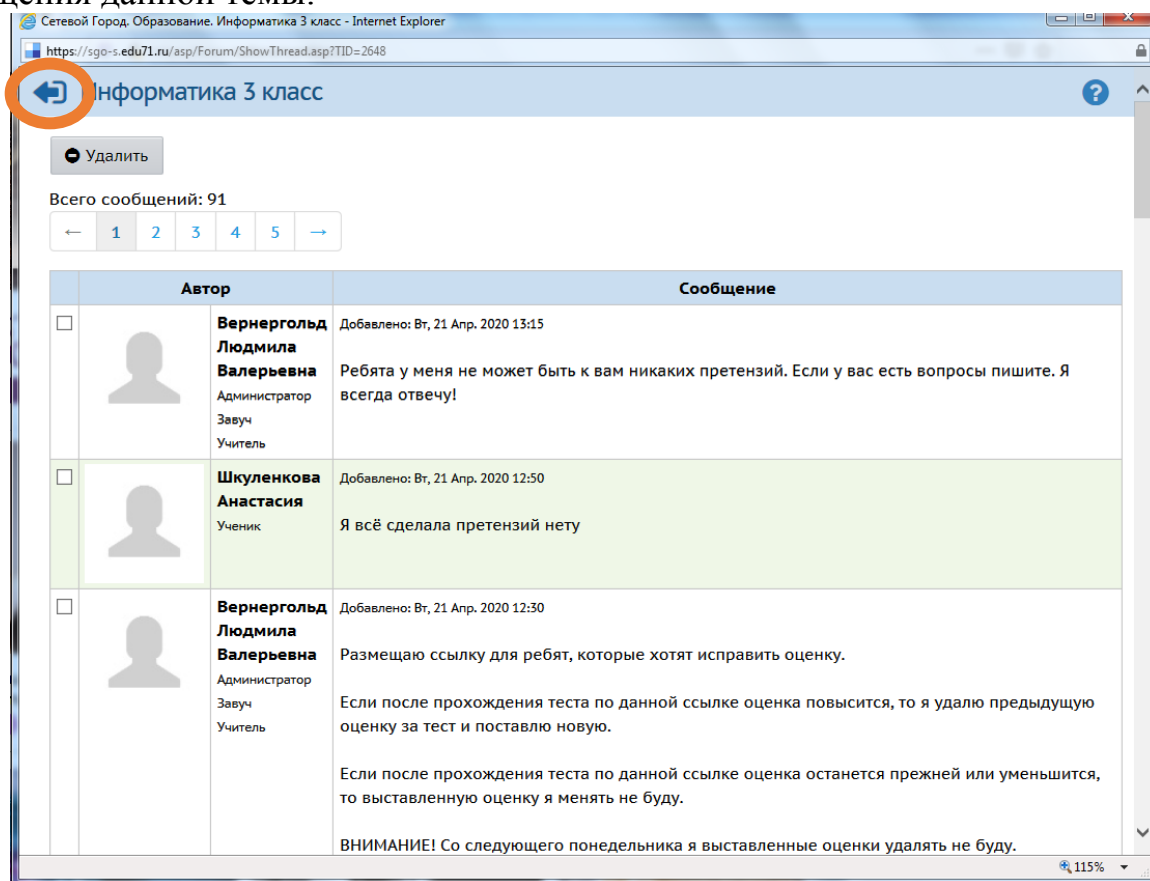 данной темы.
Сетевой Город. Образование. Информатика 3 класс - Internet Explorer
https://sgo-s.edu71.ru/asp/Forum/ShowThread.asp?TID=2648
Информатика 3 класс
?
Удалить
Всего сообщений: 91
← 1 2 3 4 5 →
Автор Сообщение
Вернергольд Людмила Валерьевна
Администратор
Завуч
Учитель
Добавлено: Вт, 21 Апр. 2020 13:15
Ребята у меня не может быть к вам никаких претензий. Если у вас есть вопросы пишите. Я
всегда отвечу!
Шкуленкова
Анастасия
Ученик
Добавлено: Вт, 21 Апр. 2020 12:50
Я всё сделала претензий нету
Вернергольд
Людмила
Валерьевна
Администратор
Завуч
Учитель
Добавлено: Вт, 21 Апр. 2020 12:30
Размещаю ссылку для ребят, которые хотят исправить оценку.
Если после прохождения теста по данной ссылке оценка повысится, то я удалю предыдущую
оценку за тест и поставлю новую.
Если после прохождения теста по данной ссылке оценка останется прежней или уменьшится,
то выставленную оценку я менять не буду.
ВНИМАНИЕ! Со следующего понедельника я выставленные оценки удалять не буду.
115%